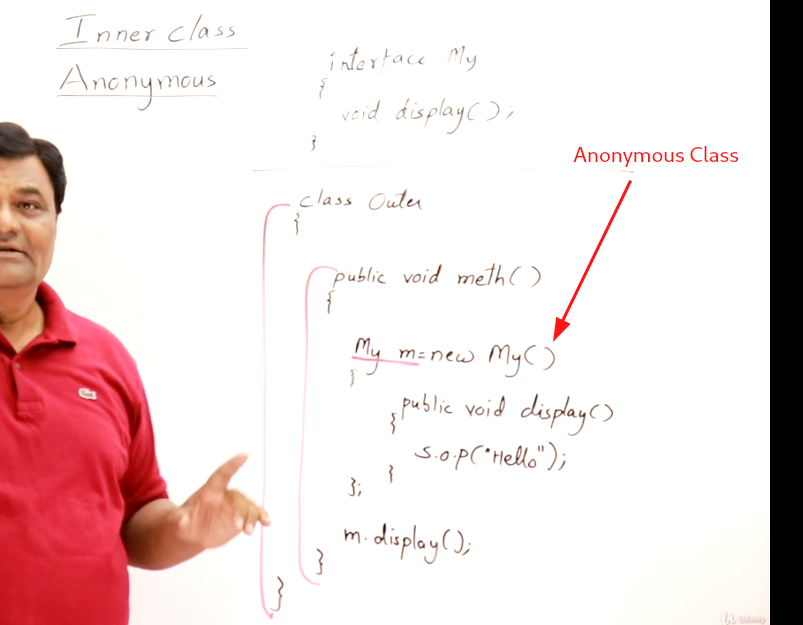 Inner class
Anonymous
interface My
{
void display();
}
Anonymous Class
class Outer
{
public void meth()
{
My m=new My()
{
public void display()
{
S.o.p("Hello");
}
};
m.display();
}
}
Udemy